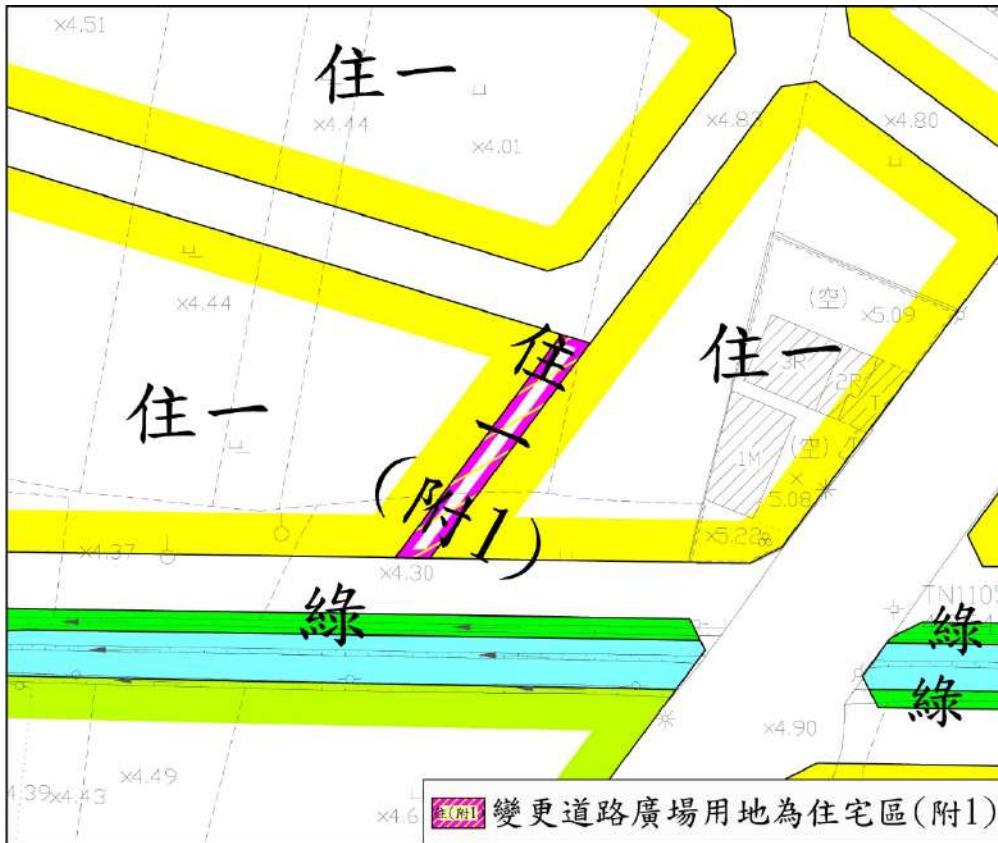 ×4.51
住一
×4.44
×4.01
×4.83
×4.80
×4.44
住一
(空)
×5.09
住一
3R
2R
T
1M
(空)
×
5.08
×5.22
住一
(附1)
×4.37
×4.30
綠
TN1105
綠
綠
×4.90
×4.49
4.39
×4.43
×4.6
住(附1)
變更道路廣場用地為住宅區(附1)